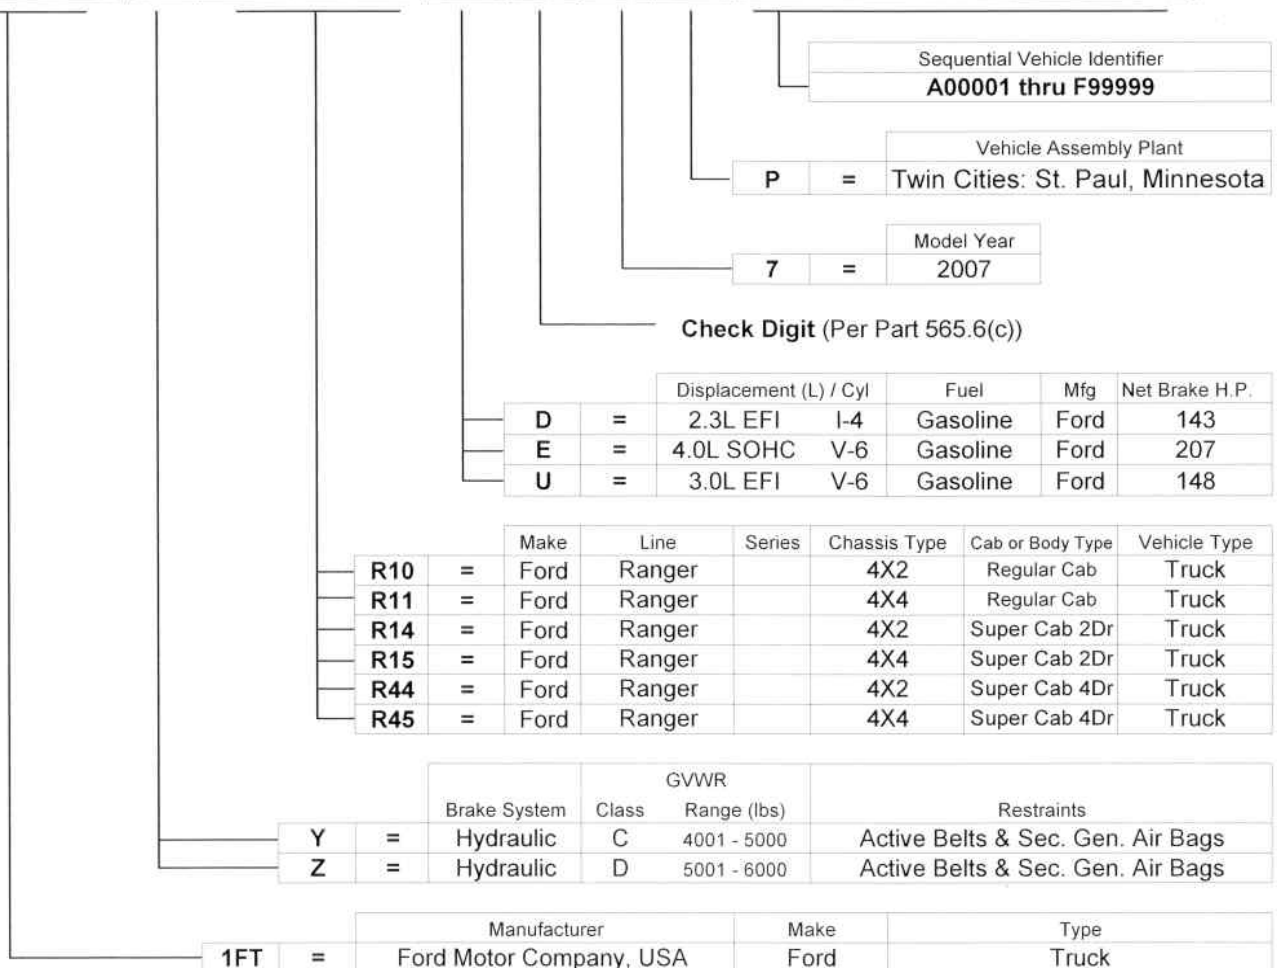 Sequential Vehicle Identifier
A00001 thru F99999
Vehicle Assembly Plant
P = Twin Cities: St. Paul, Minnesota
Model Year
7 = 2007
Check Digit (Per Part 565.6(c))
Displacement (L) / Cyl Fuel Mfg Net Brake H.P.
D = 2.3L EFI I-4 Gasoline Ford 143
E = 4.0L SOHC V-6 Gasoline Ford 207
U = 3.0L EFI V-6 Gasoline Ford 148
Make Line Series Chassis Type Cab or Body Type Vehicle Type
R10 = Ford Ranger 4X2 Regular Cab Truck
R11 = Ford Ranger 4X4 Regular Cab Truck
R14 = Ford Ranger 4X2 Super Cab 2Dr Truck
R15 = Ford Ranger 4X4 Super Cab 2Dr Truck
R44 = Ford Ranger 4X2 Super Cab 4Dr Truck
R45 = Ford Ranger 4X4 Super Cab 4Dr Truck
GVWR
Brake System Class Range (lbs) Restraints
Y = Hydraulic C 4001 - 5000 Active Belts & Sec. Gen. Air Bags
Z = Hydraulic D 5001 - 6000 Active Belts & Sec. Gen. Air Bags
Manufacturer Make Type
1FT = Ford Motor Company, USA Ford Truck